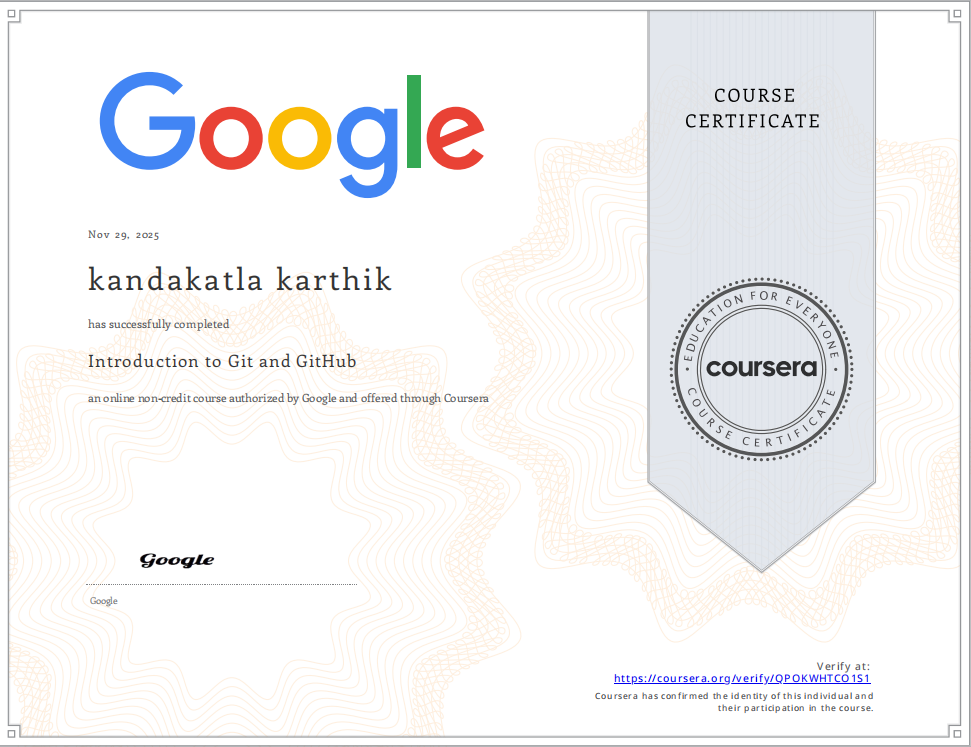 Google
COURSE
CERTIFICATE
Nov 29, 2025
kandakatla karthik
has successfully completed
Introduction to Git and GitHub
an online non-credit course authorized by Google and offered through Coursera
EDUCATION FOR EVERYONE
coursera
COURSE CERTIFICATE
Google
Google
Verify at:
https://coursera.org/verify/QPOKWHTCO1S1
Coursera has confirmed the identity of this individual and
their participation in the course.